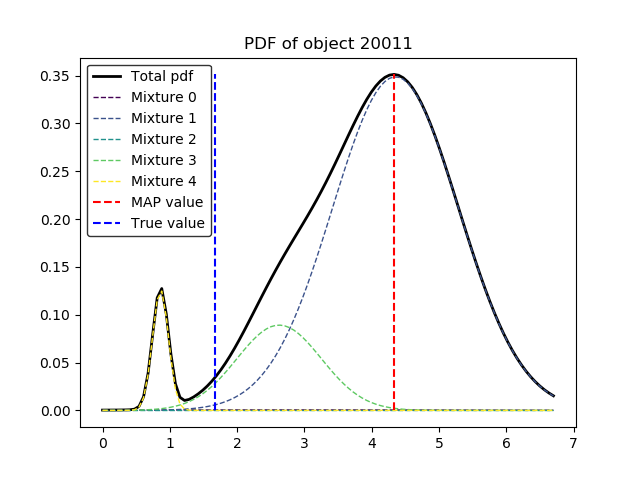 PDF of object 20011
0.35
0.30
0.25
0.20
0.15
0.10
0.05
0.00
Total pdf
Mixture 0
Mixture 1
Mixture 2
Mixture 3
Mixture 4
MAP value
True value
0 1 2 3 4 5 6 7